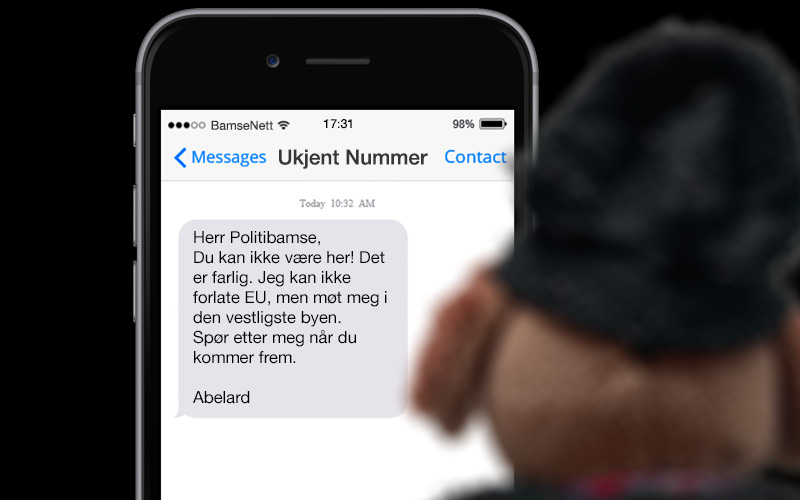 BamseNett 17:31 98%
Messages Ukjent Nummer Contact
Today 10:32 AM
Herr Politibamse,
Du kan ikke være her! Det
er farlig. Jeg kan ikke
forlate EU, men møt meg i
den vestligste byen.
Spør etter meg når du
kommer frem.
Abelard